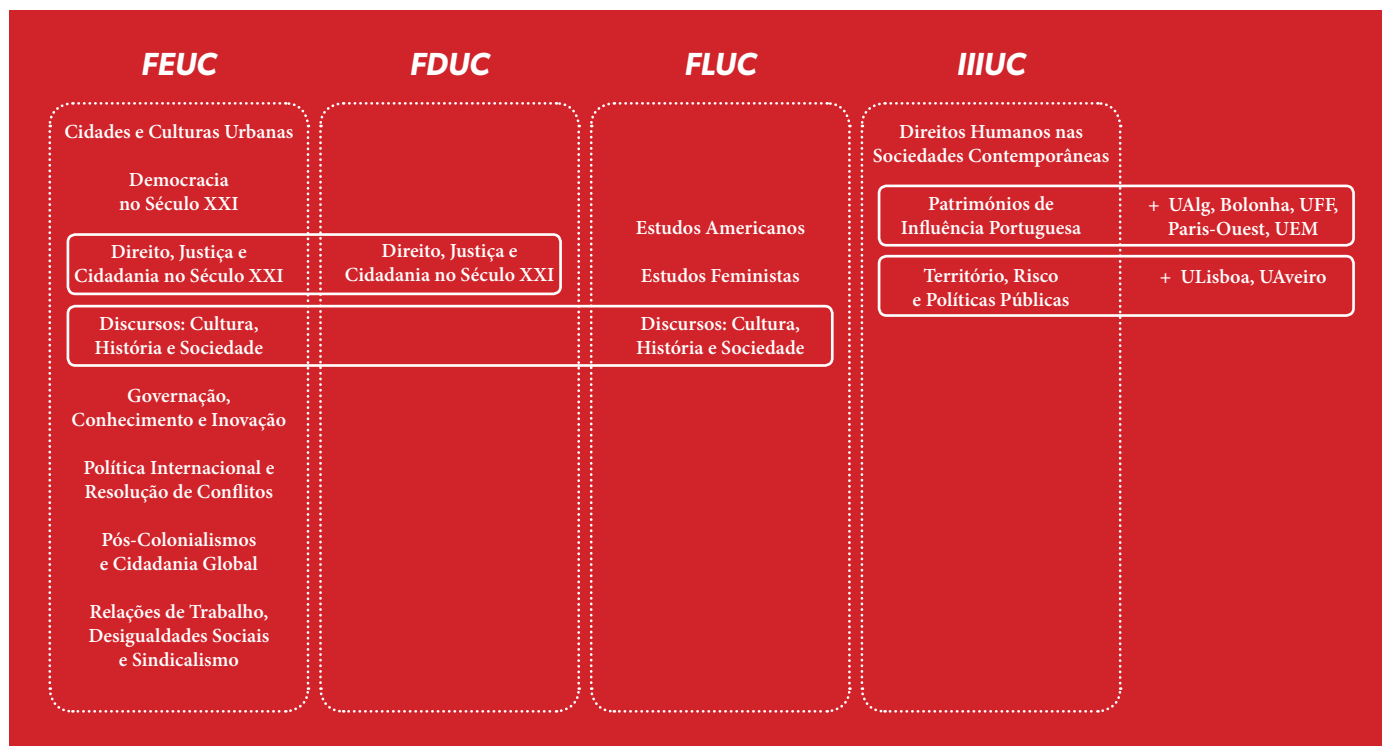 FEUC
FDUC
FLUC
IIIUC
Cidades e Culturas Urbanas
Democracia
no Século XXI
Direito, Justiça e
Cidadania no Século XXI
Discursos: Cultura,
História e Sociedade
Governação,
Conhecimento e Inovação
Política Internacional e
Resolução de Conflitos
Pós-Colonialismos
e Cidadania Global
Relações de Trabalho,
Desigualdades Sociais
e Sindicalismo
Direito, Justiça e
Cidadania no Século XXI
Estudos Americanos
Estudos Feministas
Discursos: Cultura,
História e Sociedade
Direitos Humanos nas
Sociedades Contemporâneas
Patrimónios de
Influência Portuguesa
+ UAlg, Bolonha, UFF,
Paris-Ouest, UEM
Território, Risco
e Políticas Públicas
+ ULisboa, UAveiro